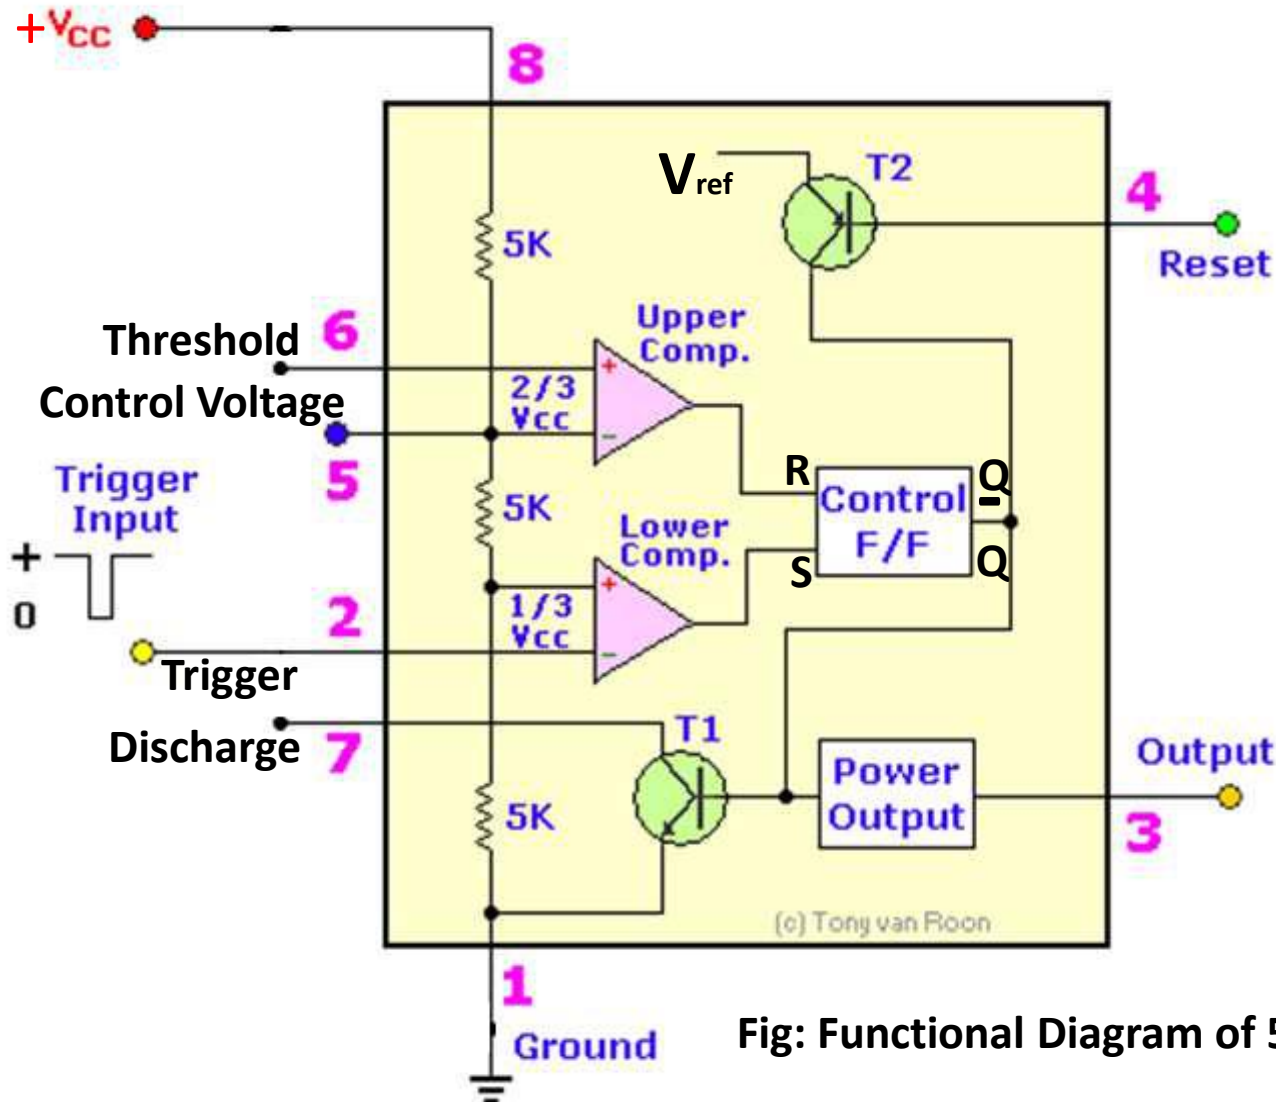 +VCC
8
Vref
T2
4
Reset
5K
Threshold
6
Upper
Comp.
+
2/3
Vcc
−
Control Voltage
5
Trigger
Input
+
0
5K
Lower
Comp.
+
1/3
Vcc
−
R
S
Control
F/F
Q
Q
2
Trigger
Discharge
7
T1
5K
Power
Output
Output
3
(c) Tony van Roon
1
Ground
Fig: Functional Diagram of 5